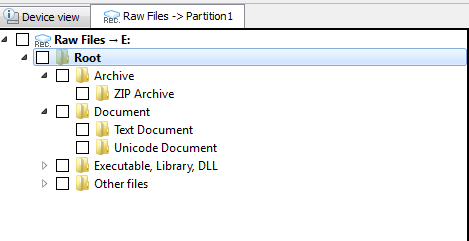 Device view
Raw Files -> Partition1
REC. Raw Files → E:
Root
Archive
ZIP Archive
Document
Text Document
Unicode Document
Executable, Library, DLL
Other files